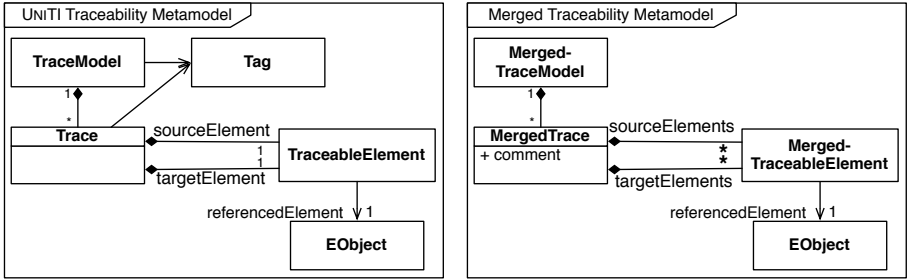 UNITI Traceability Metamodel
TraceModel
Tag
1
*
Trace
sourceElement
1
1
targetElement
TraceableElement
referencedElement
1
EObject
Merged Traceability Metamodel
Merged-
TraceModel
1
*
MergedTrace
+ comment
sourceElements
*
*
targetElements
Merged-
TraceableElement
referencedElement
1
EObject